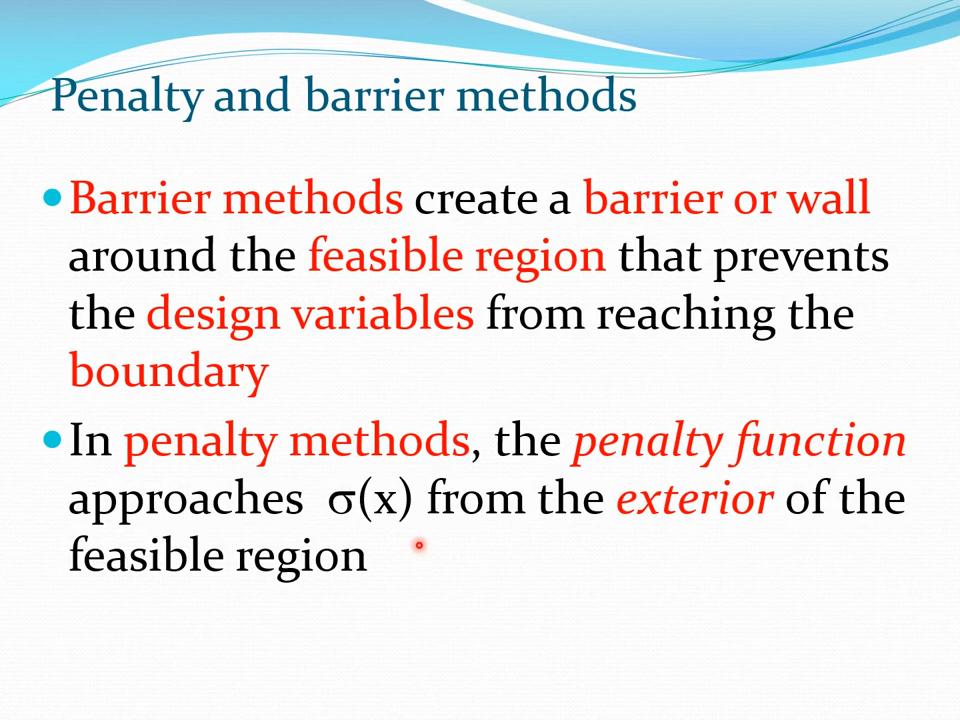 Penalty and barrier methods
Barrier methods create a barrier or wall
around the feasible region that prevents
the design variables from reaching the
boundary
In penalty methods, the penalty function
approaches σ(x) from the exterior of the
feasible region